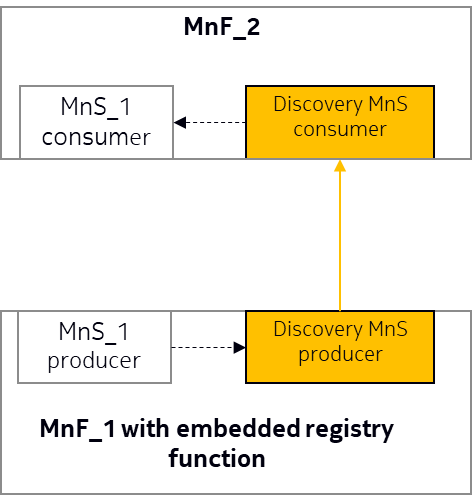 MnF_2
MnS_1
consumer
Discovery MnS
consumer
MnS_1
producer
Discovery MnS
producer
MnF_1 with embedded registry
function